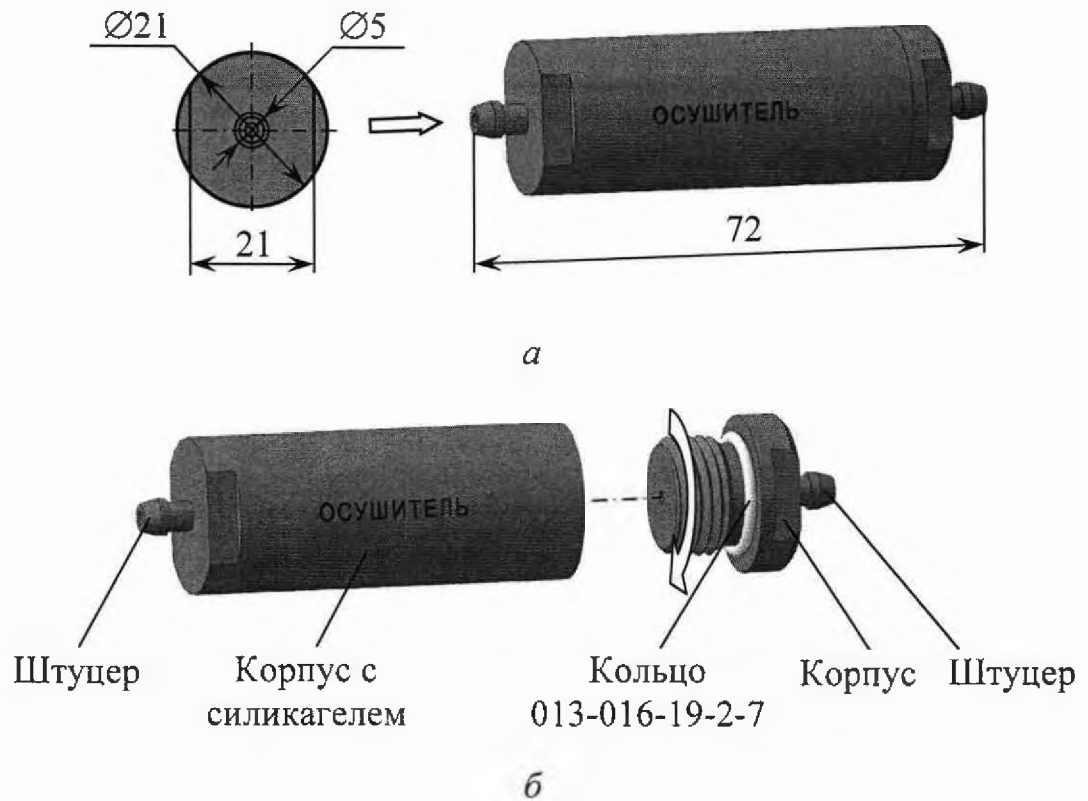 ∅21
∅5
ОСУШИТЕЛЬ
21
72
а
ОСУШИТЕЛЬ
Штуцер
Корпус с
силикагелем
Кольцо
013-016-19-2-7
Корпус
Штуцер
б